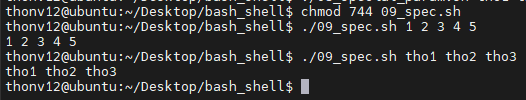 thonv12@ubuntu:~/Desktop/bash_shell$ chmod 744 09_spec.sh
thonv12@ubuntu:~/Desktop/bash_shell$ ./09_spec.sh 1 2 3 4 5
1 2 3 4 5
thonv12@ubuntu:~/Desktop/bash_shell$ ./09_spec.sh tho1 tho2 tho3
tho1 tho2 tho3
thonv12@ubuntu:~/Desktop/bash_shell$